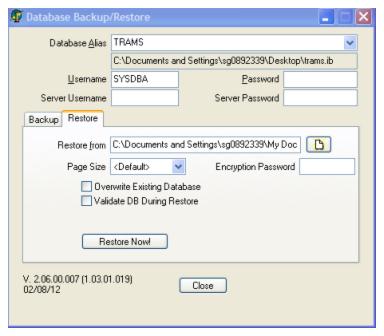 Database Backup/Restore
Database Alias TRAMS
C:\Documents and Settings\sg0892339\Desktop\trams.ib
Username SYSDBA Password
Server Username Server Password
Backup Restore
Restore from C:\Documents and Settings\sg0892339\My Doc
Page Size <Default> Encryption Password
Overwrite Existing Database
Validate DB During Restore
Restore Now!
V. 2.06.00.007 (1.03.01.019)
02/08/12
Close